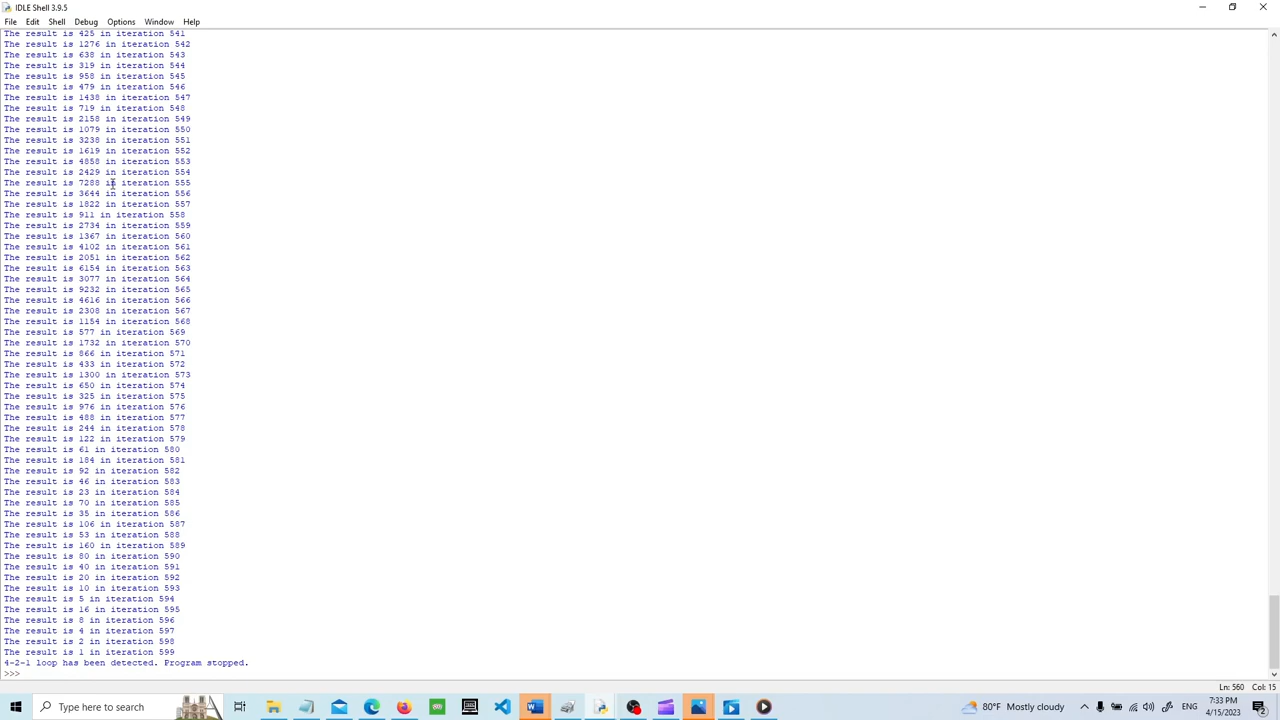 IDLE Shell 3.9.5
File Edit Shell Debug Options Window Help
The result is 425 in iteration 541
The result is 1276 in iteration 542
The result is 638 in iteration 543
The result is 319 in iteration 544
The result is 958 in iteration 545
The result is 479 in iteration 546
The result is 1438 in iteration 547
The result is 719 in iteration 548
The result is 2158 in iteration 549
The result is 1079 in iteration 550
The result is 3238 in iteration 551
The result is 1619 in iteration 552
The result is 4858 in iteration 553
The result is 2429 in iteration 554
The result is 7288 in iteration 555
The result is 3644 in iteration 556
The result is 1822 in iteration 557
The result is 911 in iteration 558
The result is 2734 in iteration 559
The result is 1367 in iteration 560
The result is 4102 in iteration 561
The result is 2051 in iteration 562
The result is 6154 in iteration 563
The result is 3077 in iteration 564
The result is 9232 in iteration 565
The result is 4616 in iteration 566
The result is 2308 in iteration 567
The result is 1154 in iteration 568
The result is 577 in iteration 569
The result is 1732 in iteration 570
The result is 866 in iteration 571
The result is 433 in iteration 572
The result is 1300 in iteration 573
The result is 650 in iteration 574
The result is 325 in iteration 575
The result is 976 in iteration 576
The result is 488 in iteration 577
The result is 244 in iteration 578
The result is 122 in iteration 579
The result is 61 in iteration 580
The result is 184 in iteration 581
The result is 92 in iteration 582
The result is 46 in iteration 583
The result is 23 in iteration 584
The result is 70 in iteration 585
The result is 35 in iteration 586
The result is 106 in iteration 587
The result is 53 in iteration 588
The result is 160 in iteration 589
The result is 80 in iteration 590
The result is 40 in iteration 591
The result is 20 in iteration 592
The result is 10 in iteration 593
The result is 5 in iteration 594
The result is 16 in iteration 595
The result is 8 in iteration 596
The result is 4 in iteration 597
The result is 2 in iteration 598
The result is 1 in iteration 599
4-2-1 loop has been detected. Program stopped.
>>>
Ln: 560 Col: 15
Type here to search
80°F Mostly cloudy
ENG
7:33 PM
4/15/2023
2